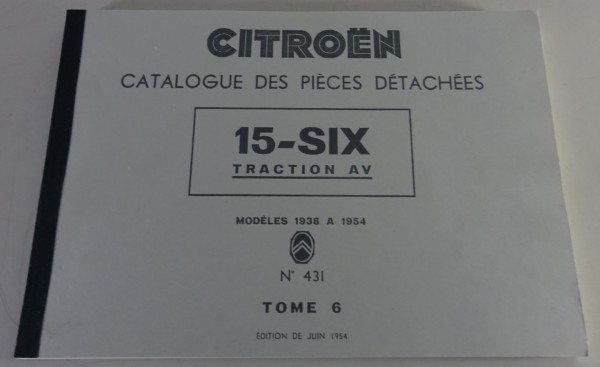 CITROËN
CATALOGUE DES PIÈCES DÉTACHÉES
15-SIX
TRACTION AV
MODÈLES 1938 A 1954
N° 431
TOME 6
ÉDITION DE JUIN 1954